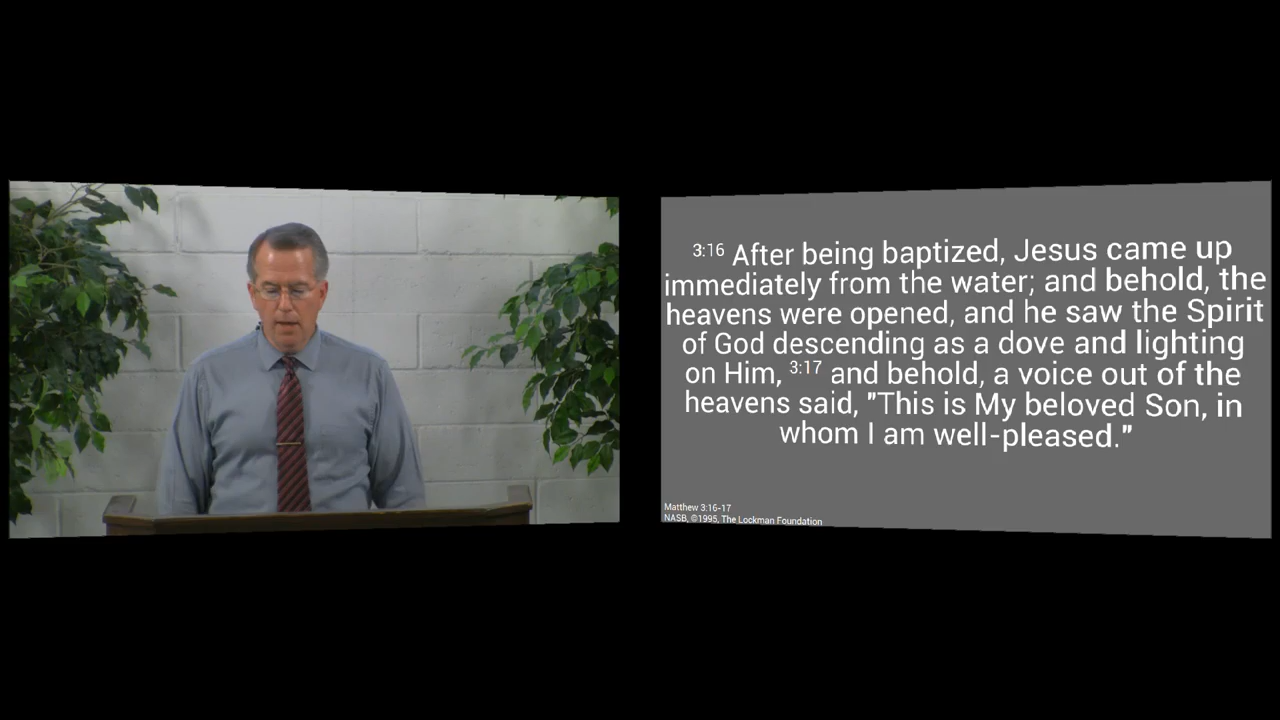 3:16 After being baptized, Jesus came up
immediately from the water; and behold, the
heavens were opened, and he saw the Spirit
of God descending as a dove and lighting
on Him, 3:17 and behold, a voice out of the
heavens said, "This is My beloved Son, in
whom I am well-pleased."
Matthew 3:16-17
NASB, ©1995, The Lockman Foundation